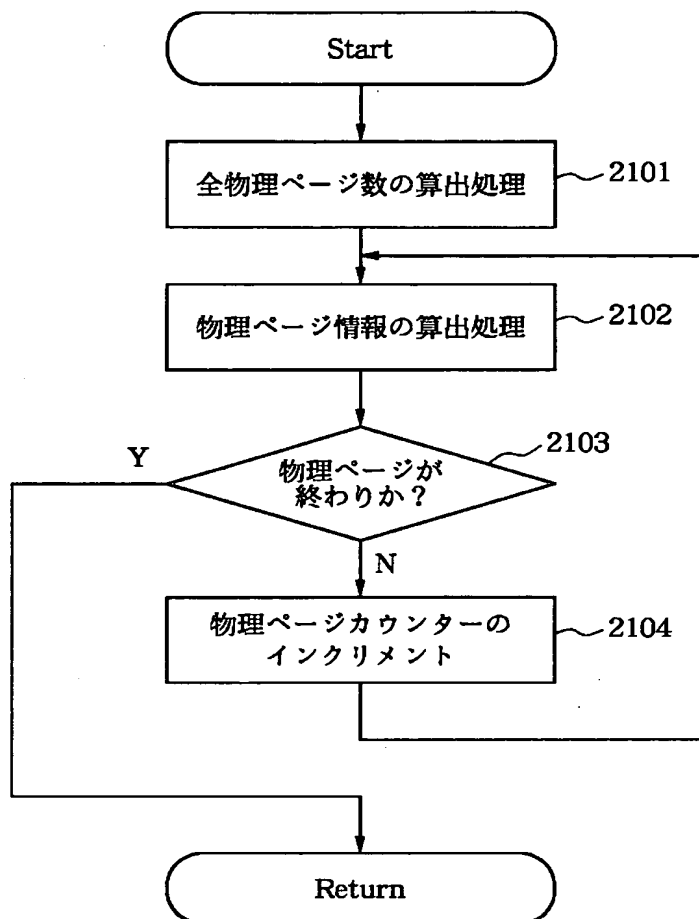 Start
全物理ページ数の算出処理
2101
物理ページ情報の算出処理
2102
2103
Y
物理ページが
終わりか？
N
物理ページカウンターの
インクリメント
2104
Return